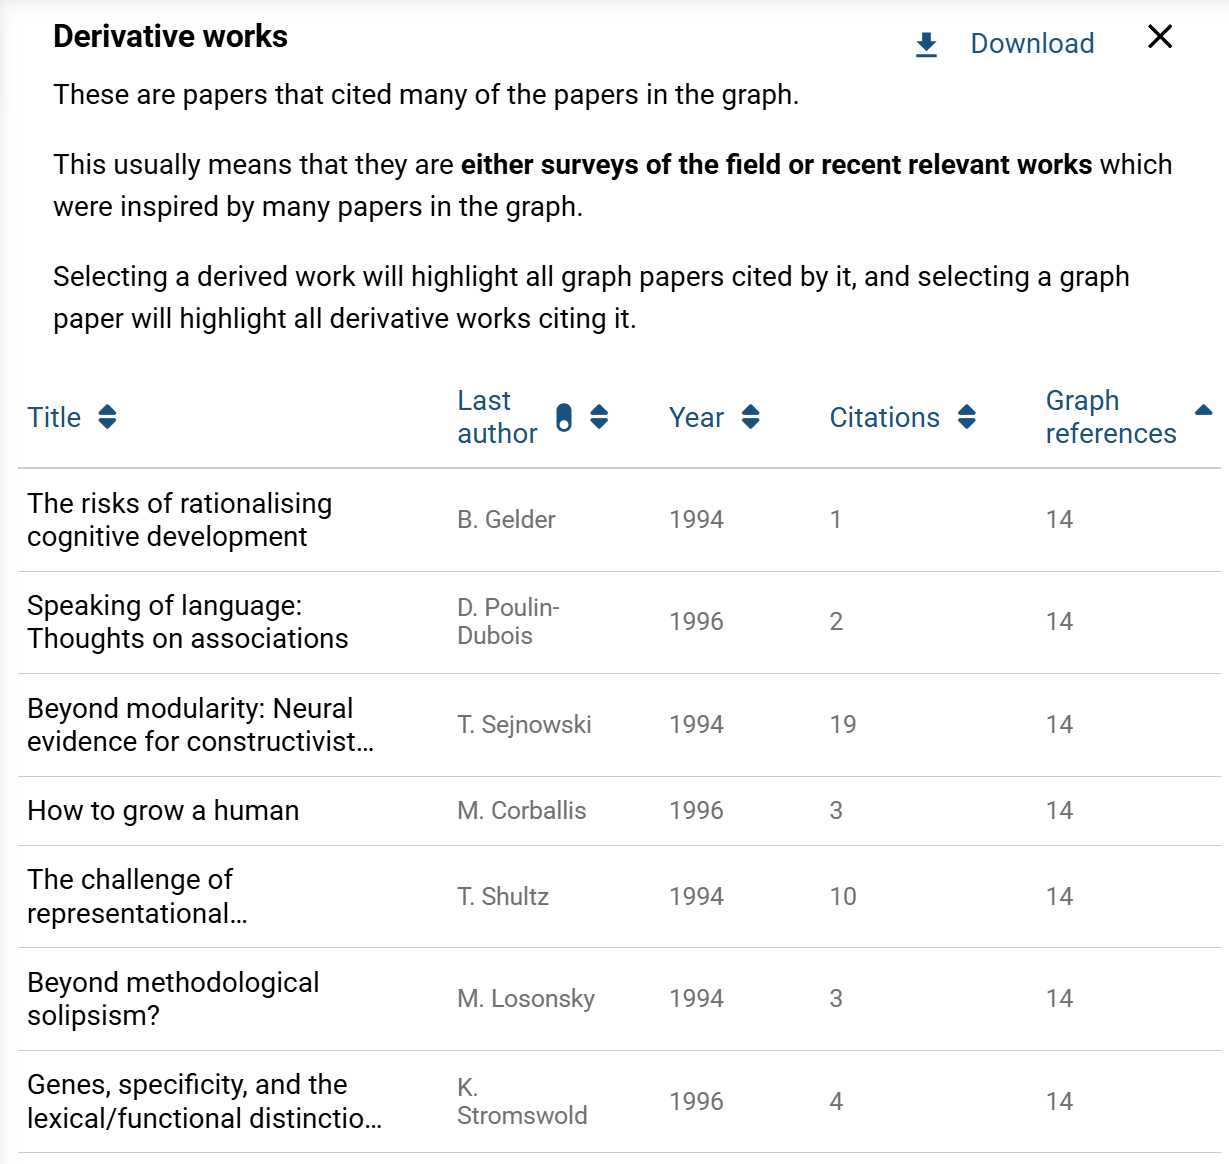 Derivative works
Download
These are papers that cited many of the papers in the graph.
This usually means that they are either surveys of the field or recent relevant works which
were inspired by many papers in the graph.
Selecting a derived work will highlight all graph papers cited by it, and selecting a graph
paper will highlight all derivative works citing it.
Title
Last
author
Year
Citations
Graph
references
The risks of rationalising
cognitive development
B. Gelder
1994
1
14
Speaking of language:
Thoughts on associations
D. Poulin-
Dubois
1996
2
14
Beyond modularity: Neural
evidence for constructivist...
T. Sejnowski
1994
19
14
How to grow a human
M. Corballis
1996
3
14
The challenge of
representational...
T. Shultz
1994
10
14
Beyond methodological
solipsism?
M. Losonsky
1994
3
14
Genes, specificity, and the
lexical/functional distinctio...
K.
Stromswold
1996
4
14